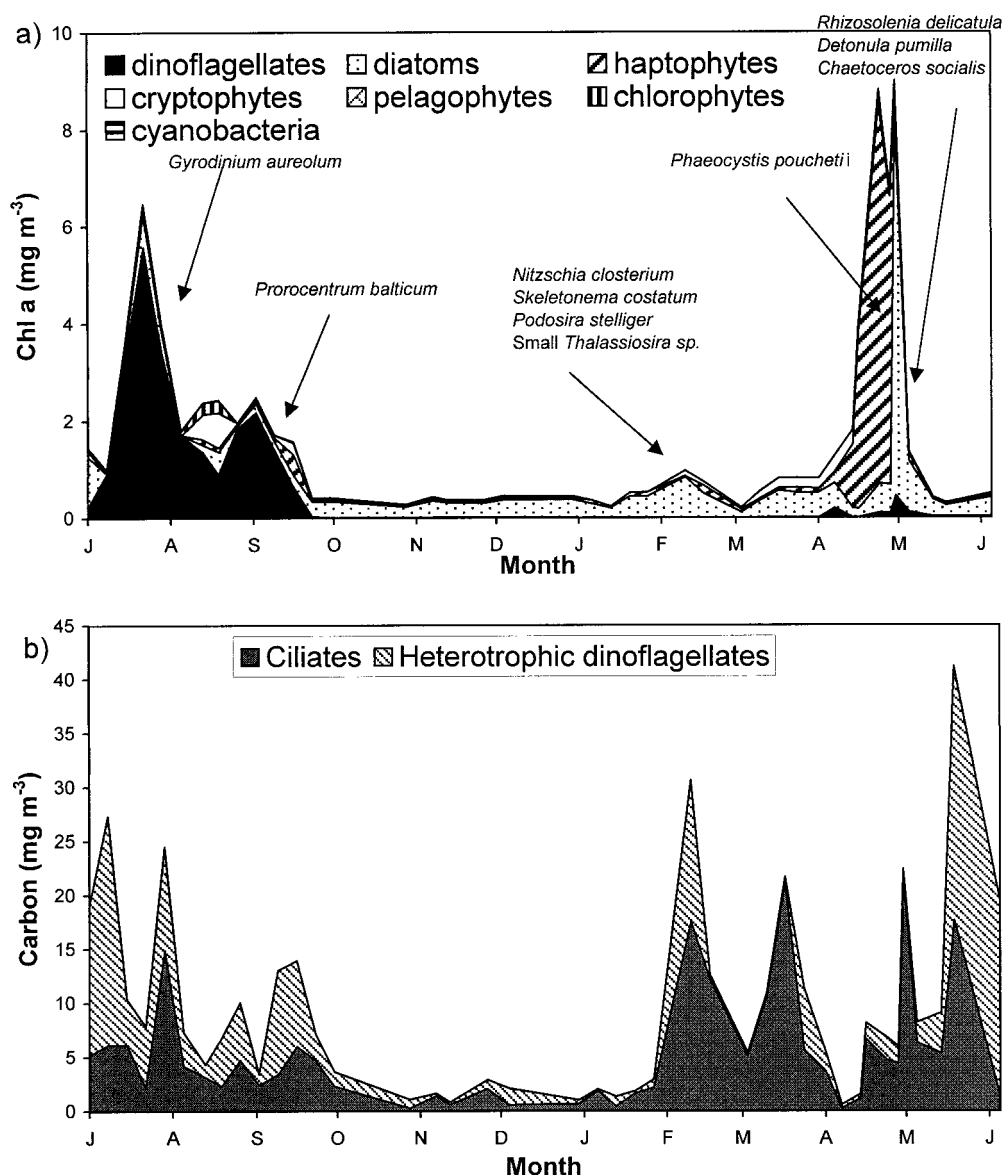 a)
10
8
6
4
2
0
Chl a (mg m-3)
dinoflagellates diatoms haptophytes
cryptophytes pelagophytes chlorophytes
cyanobacteria
Gyrodinium aureolum
Prorocentrum balticum
Nitzschia closterium
Skeletonema costatum
Podosira stelliger
Small Thalassiosira sp.
Phaeocystis poucheti i
Rhizosolenia delicatula
Detonula pumilla
Chaetoceros socialis
J A S O N D J F M A M J
Month
b)
45
40
35
30
25
20
15
10
5
0
Carbon (mg m-3)
Ciliates Heterotrophic dinoflagellates
J A S O N D J F M A M J
Month